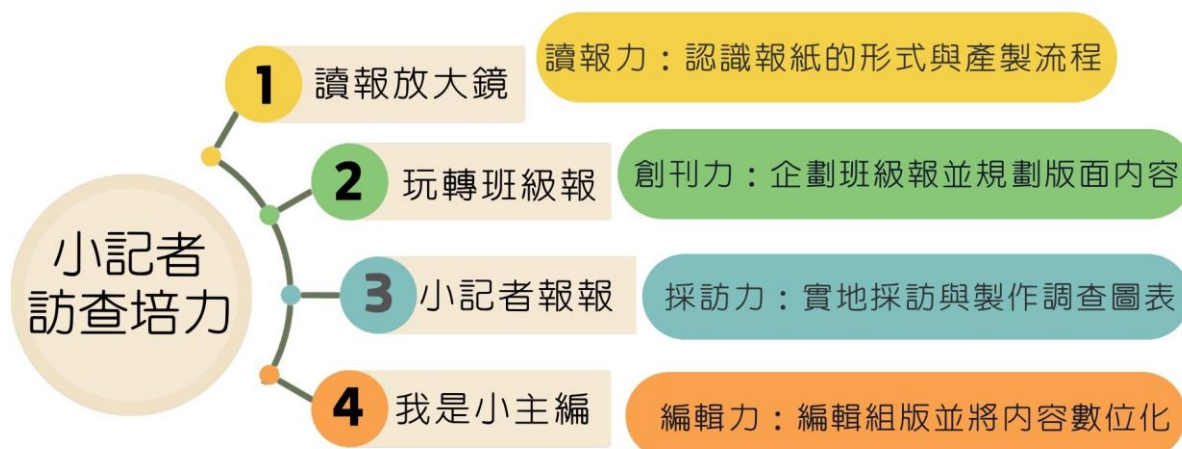 小記者
訪查培力
1 讀報放大鏡
讀報力：認識報紙的形式與產製流程
2 玩轉班級報
創刊力：企劃班級報並規劃版面內容
3 小記者報報
採訪力：實地採訪與製作調查圖表
4 我是小主編
編輯力：編輯組版並將內容數位化